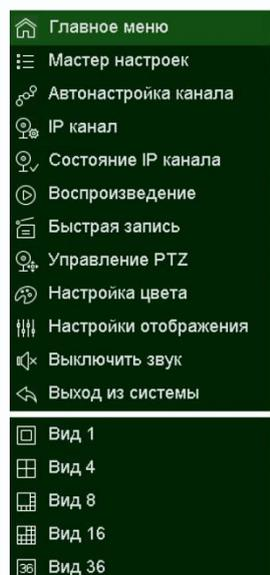 Главное меню
Мастер настроек
Автонастройка канала
IP канал
Состояние IP канала
Воспроизведение
Быстрая запись
Управление PTZ
Настройка цвета
Настройки отображения
Выключить звук
Выход из системы
Вид 1
Вид 4
Вид 8
Вид 16
36 Вид 36